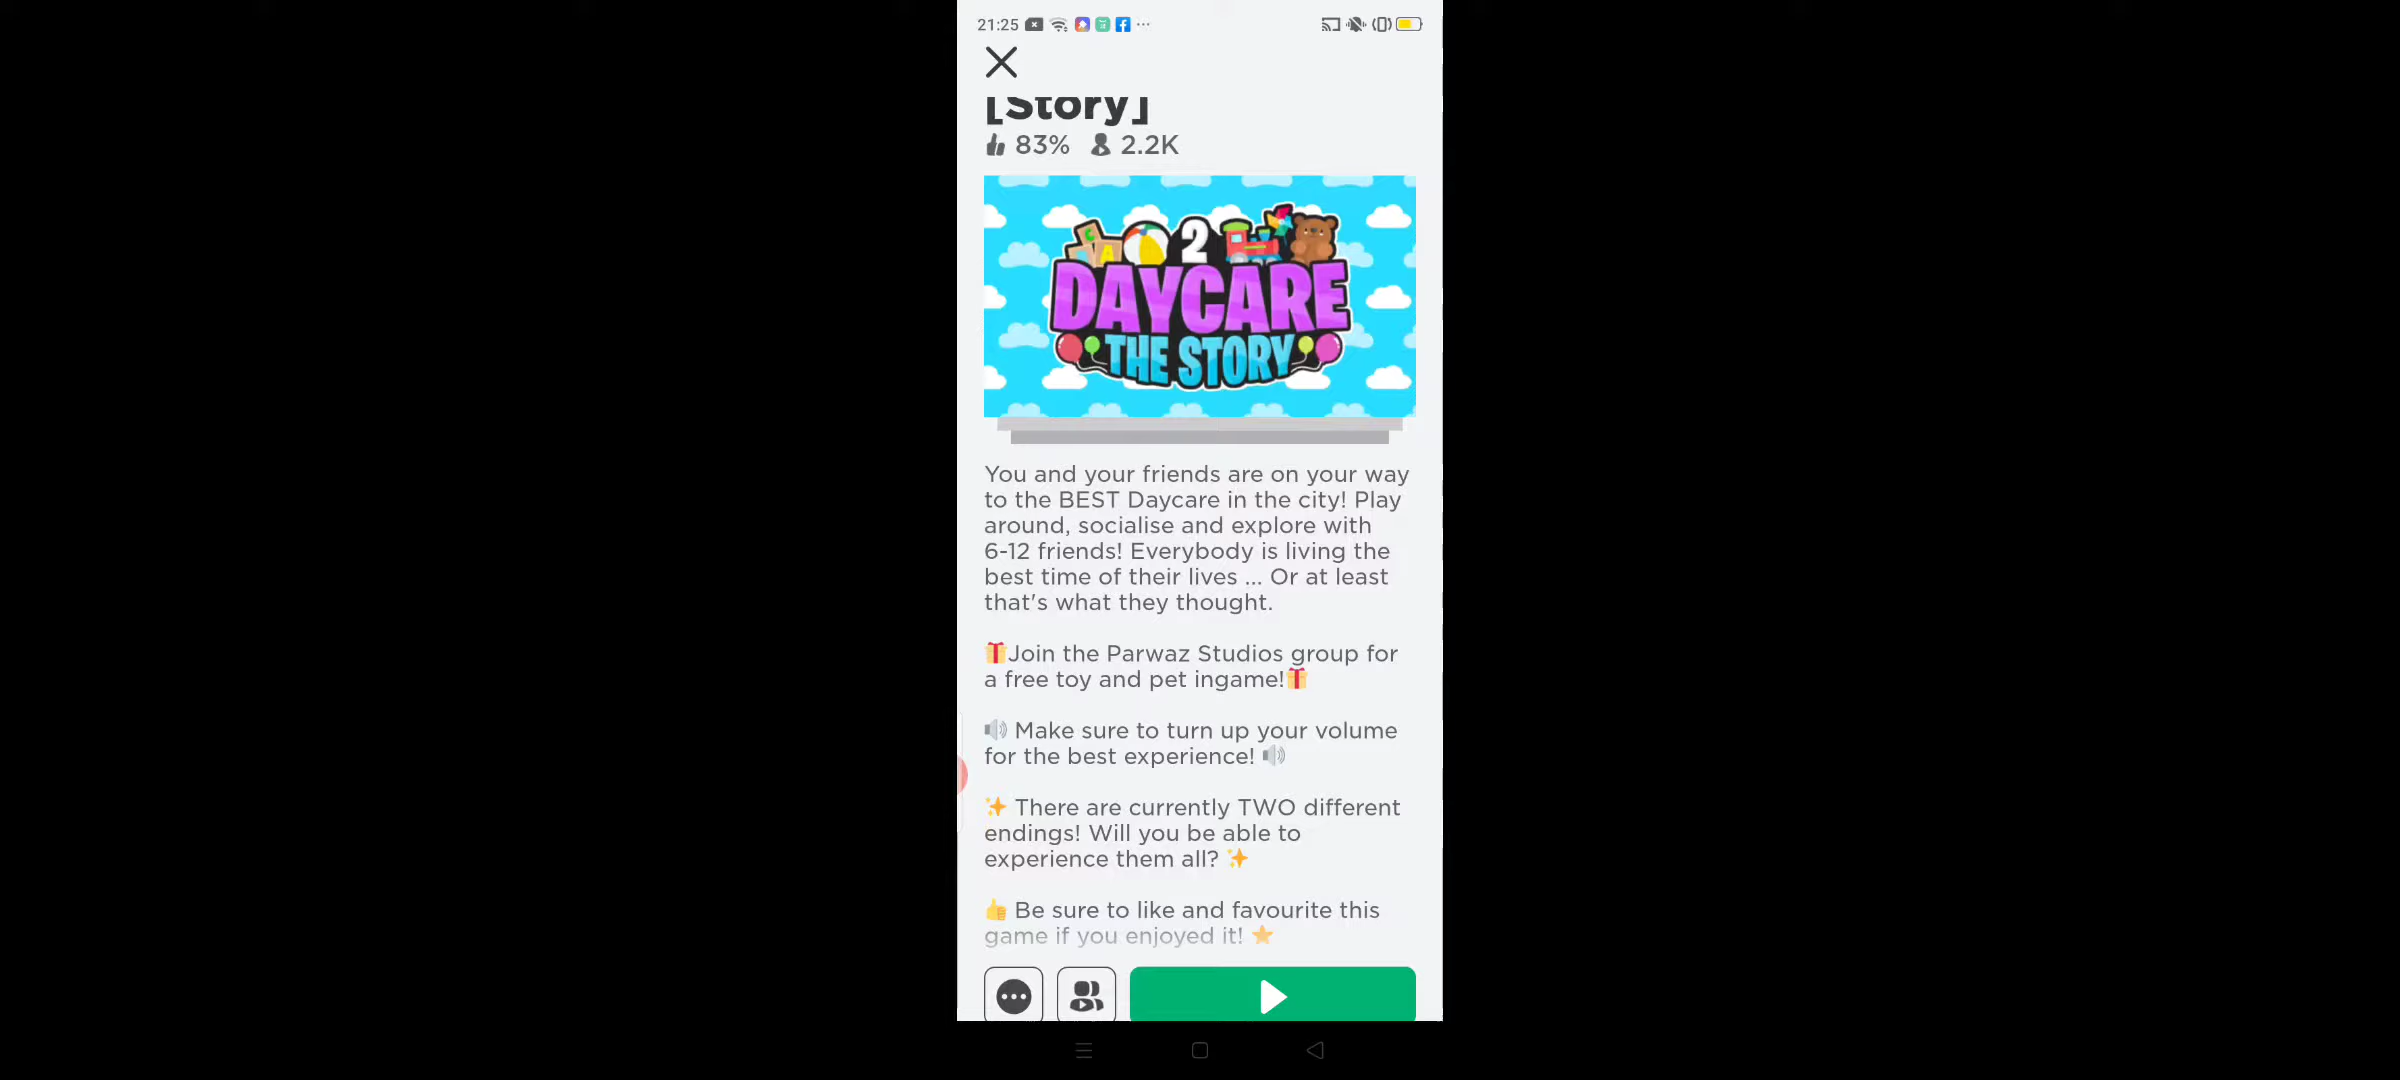 21:25
[Story]
83% 2.2K
2
DAYCARE
THE STORY
You and your friends are on your way
to the BEST Daycare in the city! Play
around, socialise and explore with
6-12 friends! Everybody is living the
best time of their lives ... Or at least
that's what they thought.
🎁Join the Parwaz Studios group for
a free toy and pet ingame!🎁
🔊 Make sure to turn up your volume
for the best experience! 🔊
✨ There are currently TWO different
endings! Will you be able to
experience them all? ✨
👍 Be sure to like and favourite this
game if you enjoyed it! ⭐